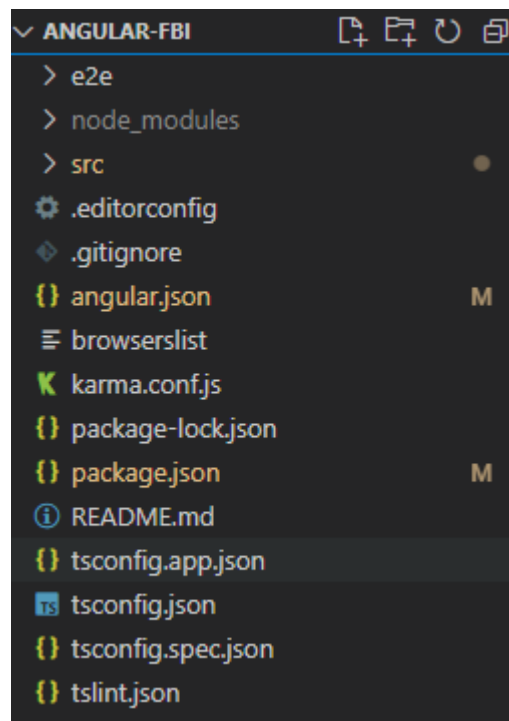 ANGULAR-FBI
e2e
node_modules
src
.editorconfig
.gitignore
{} angular.json M
browserslist
karma.conf.js
{} package-lock.json
{} package.json M
README.md
{} tsconfig.app.json
TS tsconfig.json
{} tsconfig.spec.json
{} tslint.json